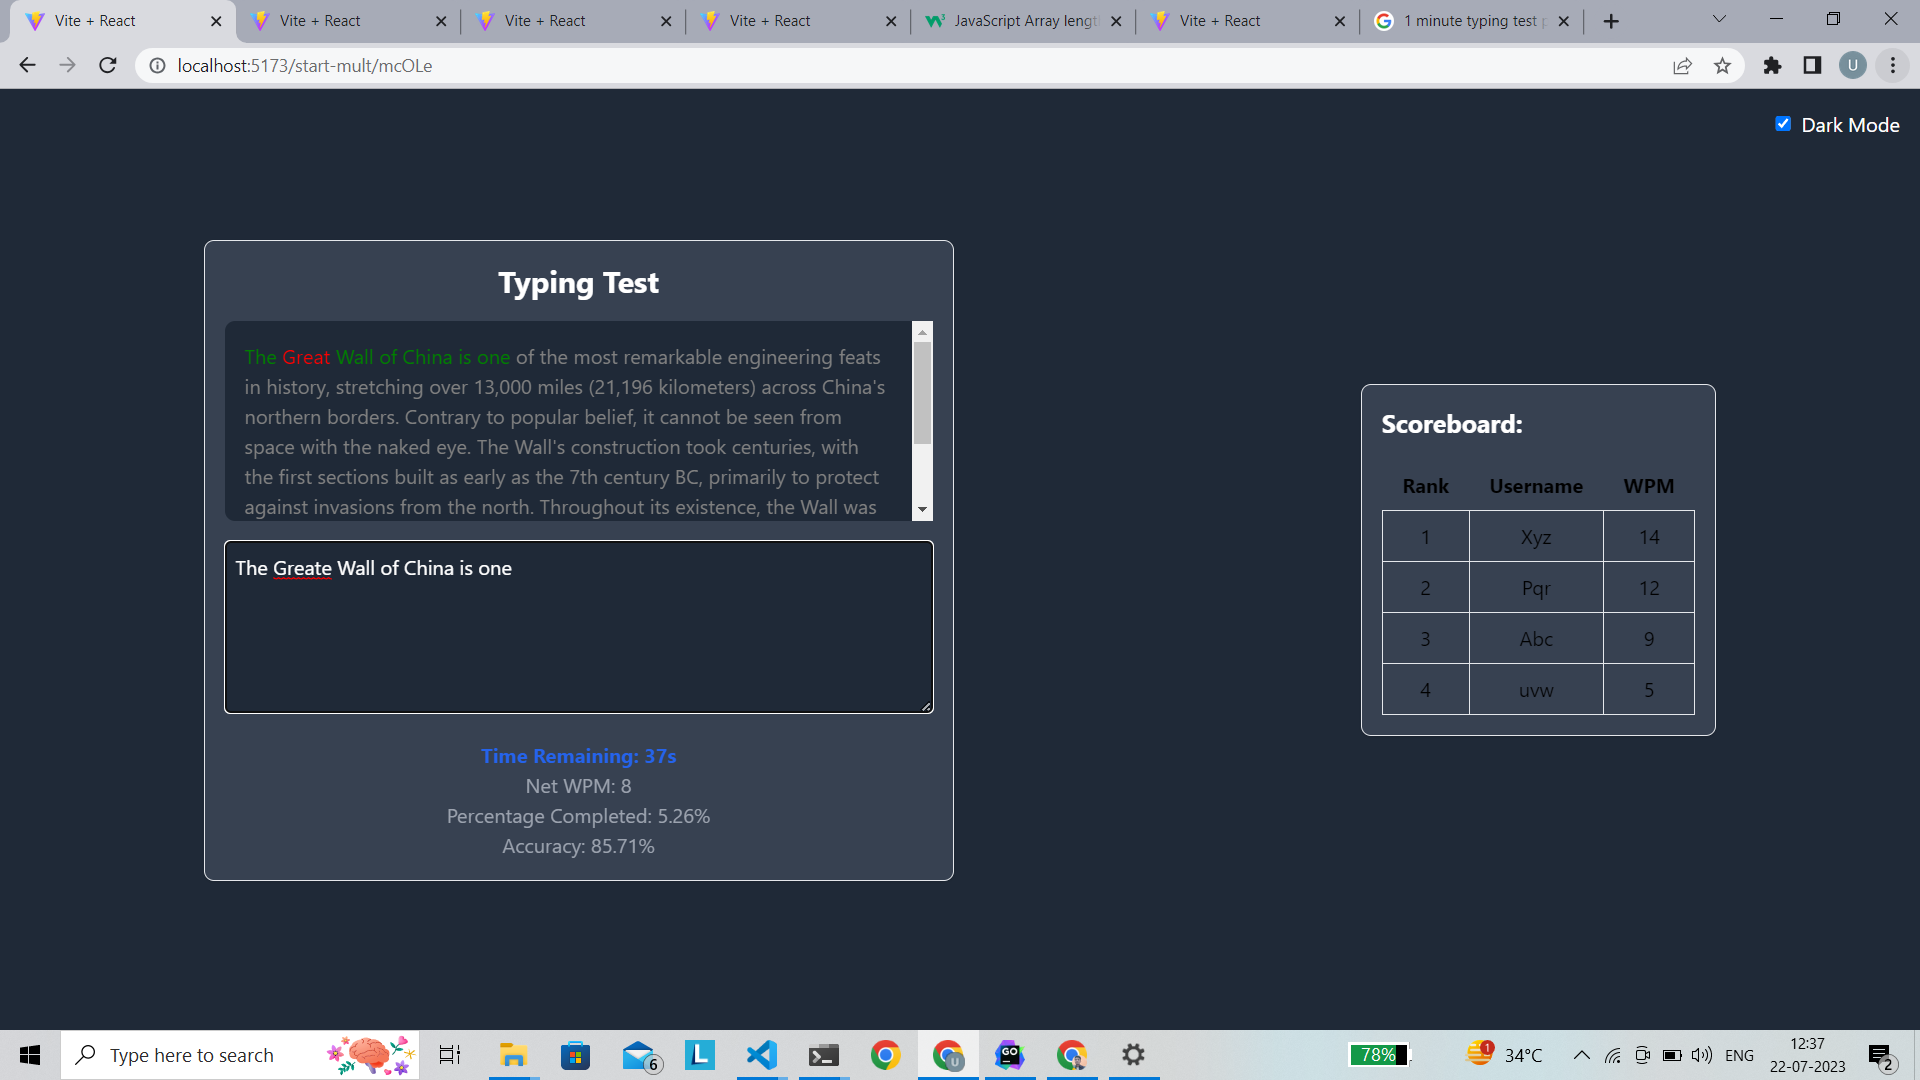 Vite + React
Vite + React
Vite + React
Vite + React
JavaScript Array lengt
Vite + React
1 minute typing test p
localhost:5173/start-mult/mcOLe
U
Dark Mode
Typing Test
The Great Wall of China is one of the most remarkable engineering feats
in history, stretching over 13,000 miles (21,196 kilometers) across China's
northern borders. Contrary to popular belief, it cannot be seen from
space with the naked eye. The Wall's construction took centuries, with
the first sections built as early as the 7th century BC, primarily to protect
against invasions from the north. Throughout its existence, the Wall was
The Greate Wall of China is one
Time Remaining: 37s
Net WPM: 8
Percentage Completed: 5.26%
Accuracy: 85.71%
Scoreboard:
Rank Username WPM
1 Xyz 14
2 Pqr 12
3 Abc 9
4 uvw 5
Type here to search
6
L
U
GO
78%
1
34°C
ENG
12:37
22-07-2023
2